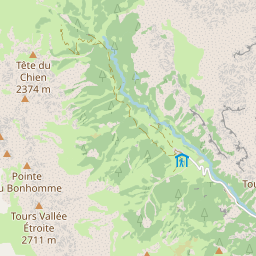 Tête du
Chien
2374 m
Pointe
u Bonhomme
Tours Vallée
Étroite
2711 m
Tou